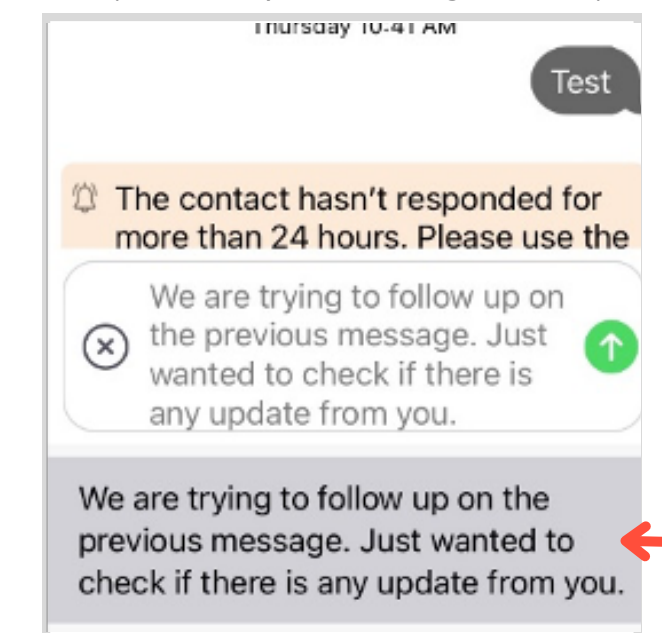 Thursday 10:41 AM
Test
The contact hasn't responded for
more than 24 hours. Please use the
We are trying to follow up on
the previous message. Just
wanted to check if there is
any update from you.
We are trying to follow up on the
previous message. Just wanted to
check if there is any update from you.